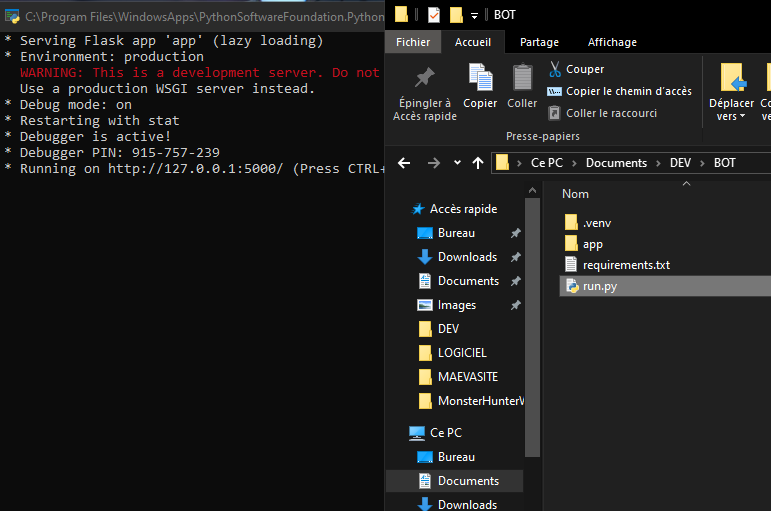 C:\Program Files\WindowsApps\PythonSoftwareFoundation.Python
* Serving Flask app 'app' (lazy loading)
* Environment: production
WARNING: This is a development server. Do not
Use a production WSGI server instead.
* Debug mode: on
* Restarting with stat
* Debugger is active!
* Debugger PIN: 915-757-239
* Running on http://127.0.0.1:5000/ (Press CTRL+
BOT
Fichier Accueil Partage Affichage
Épingler à
Accès rapide
Copier
Coller
Couper
Copier le chemin d'accès
Coller le raccourci
Déplacer
vers
Presse-papiers
Ce PC > Documents > DEV > BOT
Accès rapide
Bureau
Downloads
Documents
Images
DEV
LOGICIEL
MAEVASITE
MonsterHunterW
Ce PC
Bureau
Documents
Downloads
Nom
.venv
app
requirements.txt
run.py